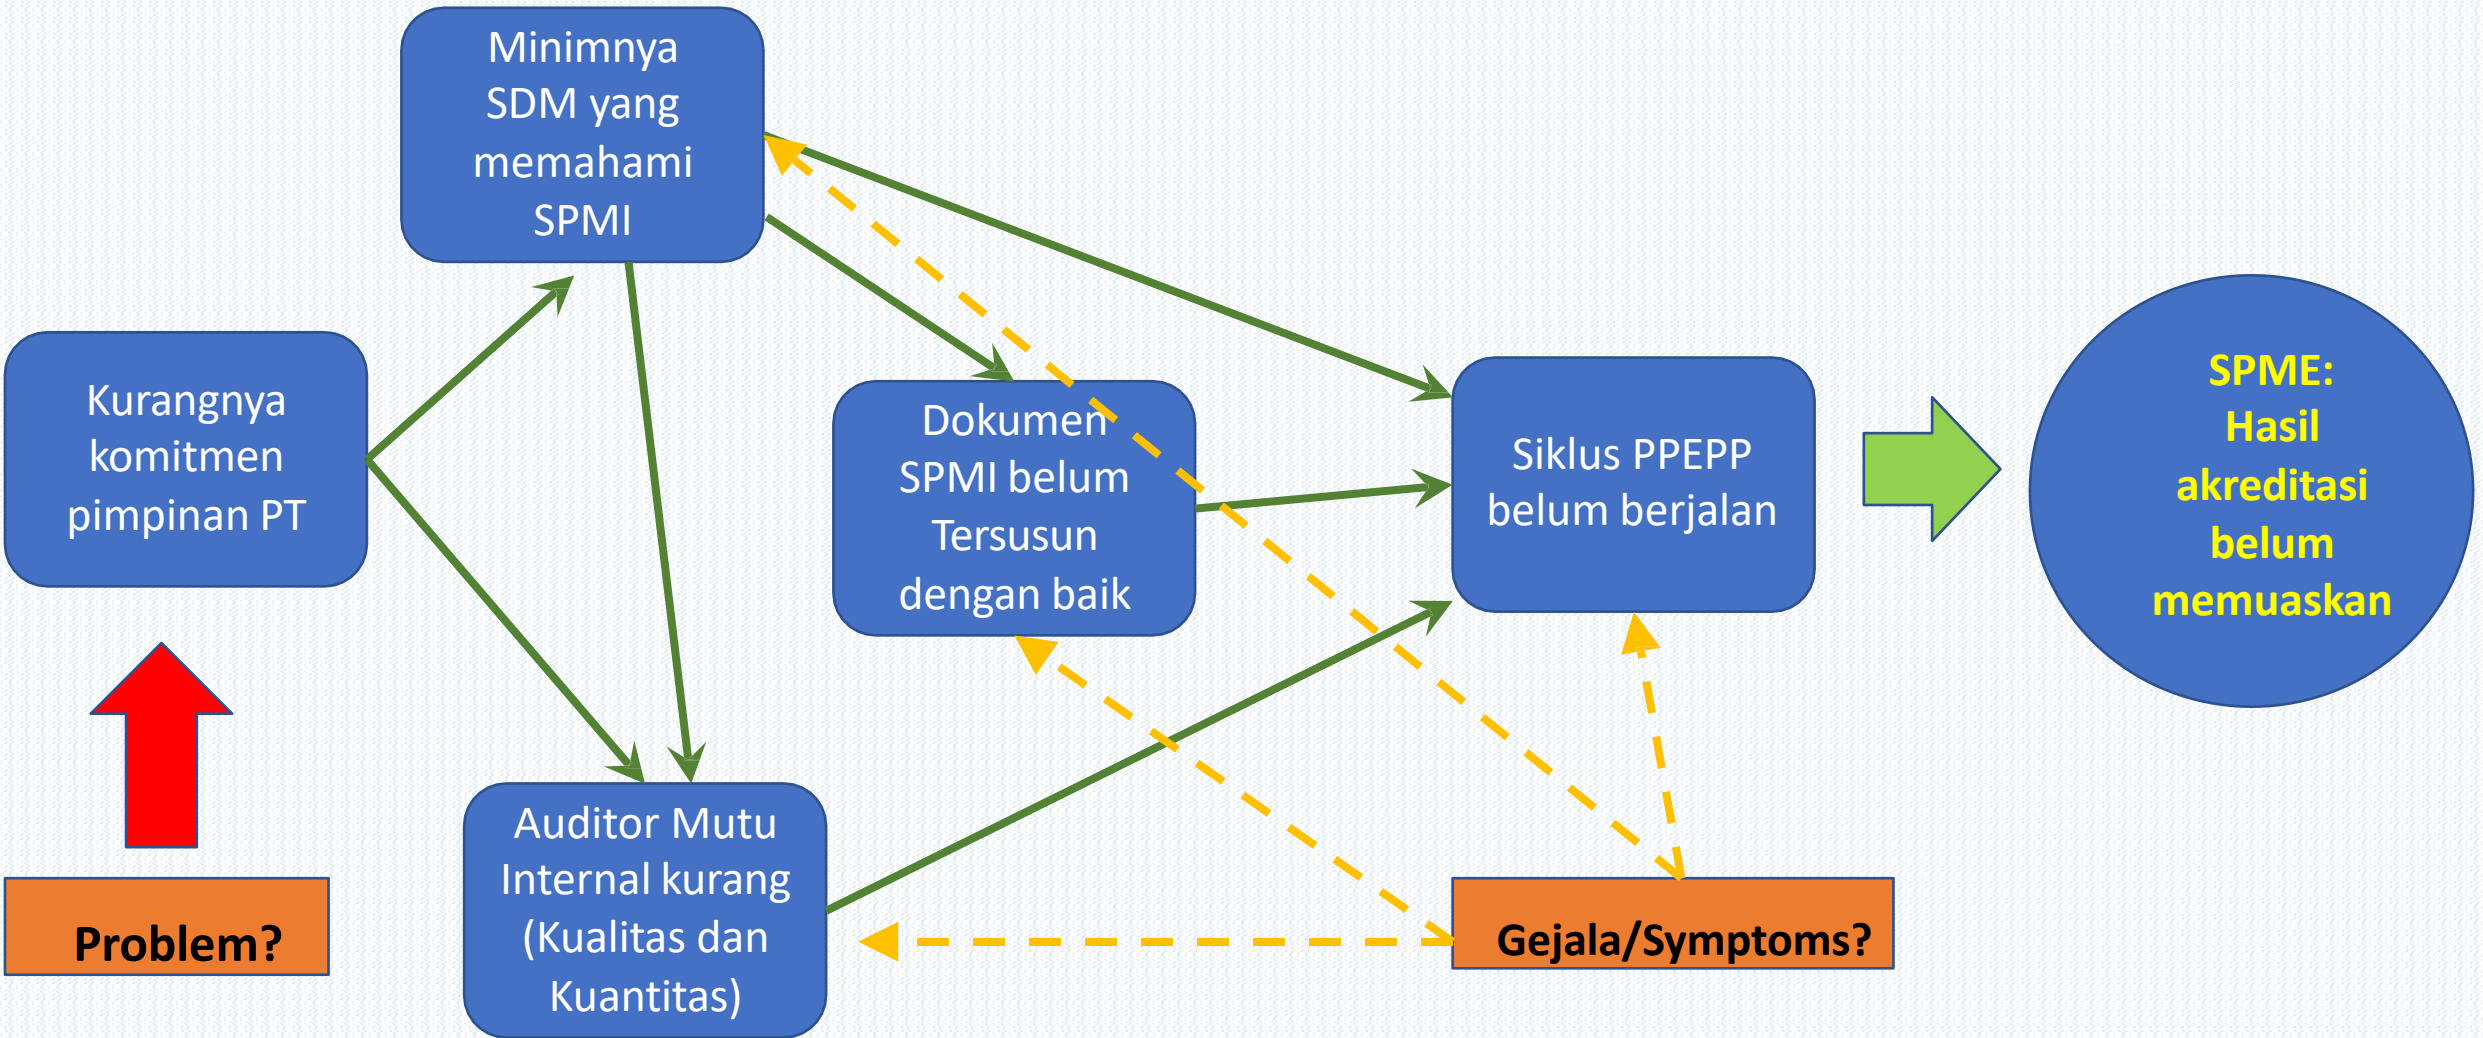 Minimnya
SDM yang
memahami
SPMI
Kurangnya
komitmen
pimpinan PT
Dokumen
SPMI belum
Tersusun
dengan baik
Siklus PPEPP
belum berjalan
SPME:
Hasil
akreditasi
belum
memuaskan
Auditor Mutu
Internal kurang
(Kualitas dan
Kuantitas)
Problem?
Gejala/Symptoms?